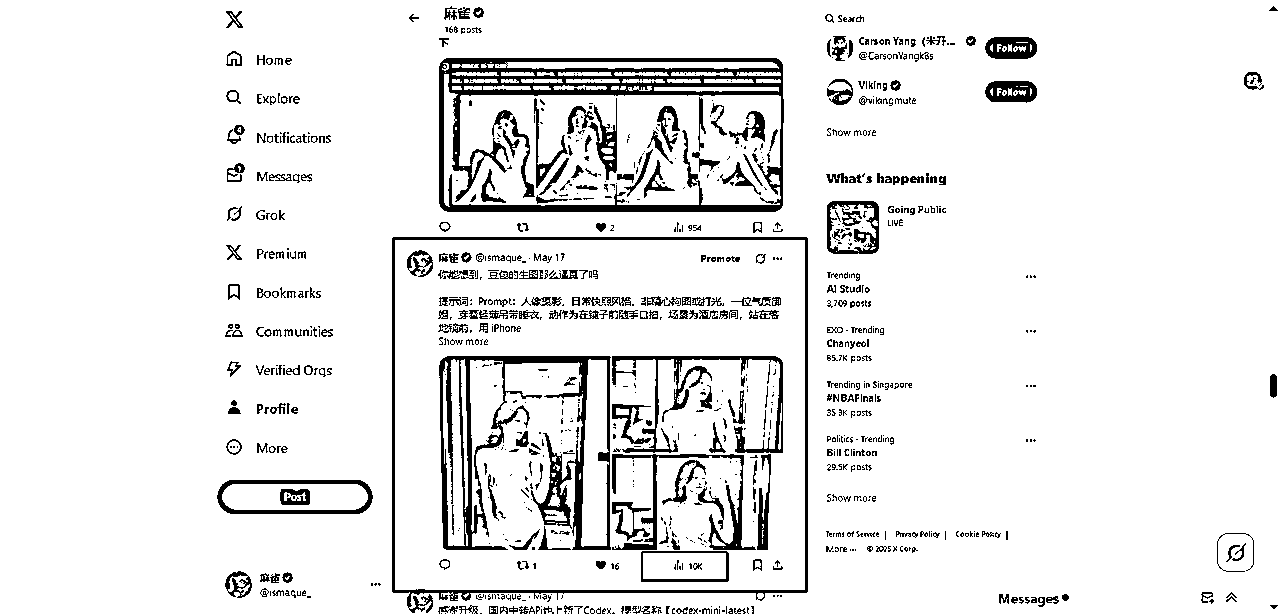 Home
Explore
Notifications
Messages
Grok
Premium
Bookmarks
Communities
Verified Orgs
Profile
More
Post
麻雀
@ismaque_
麻雀
168 posts
下
2
954
麻雀 @ismaque_ · May 17
Promote
你能想到，豆包的生图那么逼真了吗
提示词：Prompt：人像摄影，日常快照风格，非精心构图或打光，一位气质御
姐，穿着轻薄吊带睡衣，动作为在镜子前随手自拍，场景为酒店房间，站在落
地镜前，用 iPhone
Show more
1
16
10K
麻雀 @ismaque_ · May 17
感谢升级，国内中转API也上新了Codex，模型名称【codex-mini-latest】
Search
Carson Yang（米开...
@CarsonYangk8s
Follow
Viking
@vikingmute
Follow
Show more
What's happening
Going Public
LIVE
Trending
AI Studio
3,709 posts
EXO · Trending
Chanyeol
85.7K posts
Trending in Singapore
#NBAFinals
35.3K posts
Politics · Trending
Bill Clinton
29.5K posts
Show more
Terms of Service | Privacy Policy | Cookie Policy |
More ··· © 2025 X Corp.
Messages